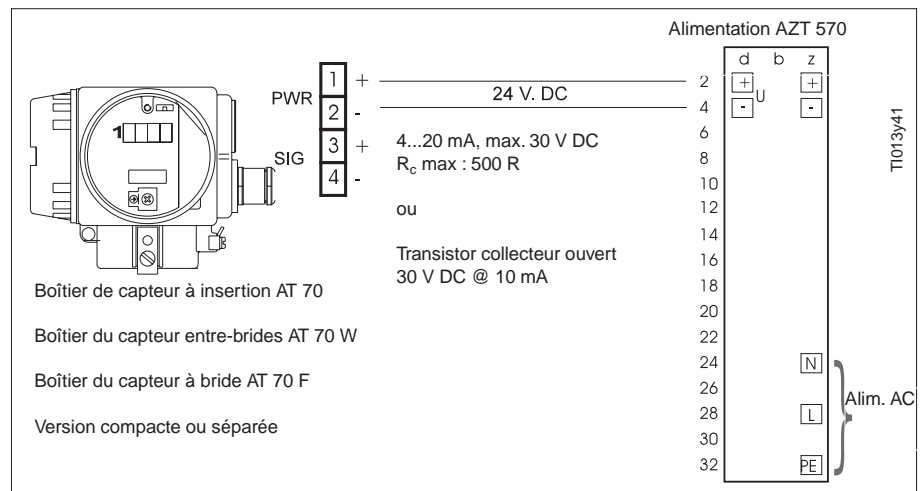 Alimentation AZT 570
d b z
PWR
1 +
2 -
SIG
3 +
4 -
24 V. DC
4...20 mA, max. 30 V DC
Rc max : 500 R
ou
Transistor collecteur ouvert
30 V DC @ 10 mA
1
Boîtier de capteur à insertion AT 70
Boîtier du capteur entre-brides AT 70 W
Boîtier du capteur à bride AT 70 F
Version compacte ou séparée
2 + U +
4 - -
6
8
10
12
14
16
18
20
22
24 N
26
28 L
30
32 PE
Alim. AC
TI013y41